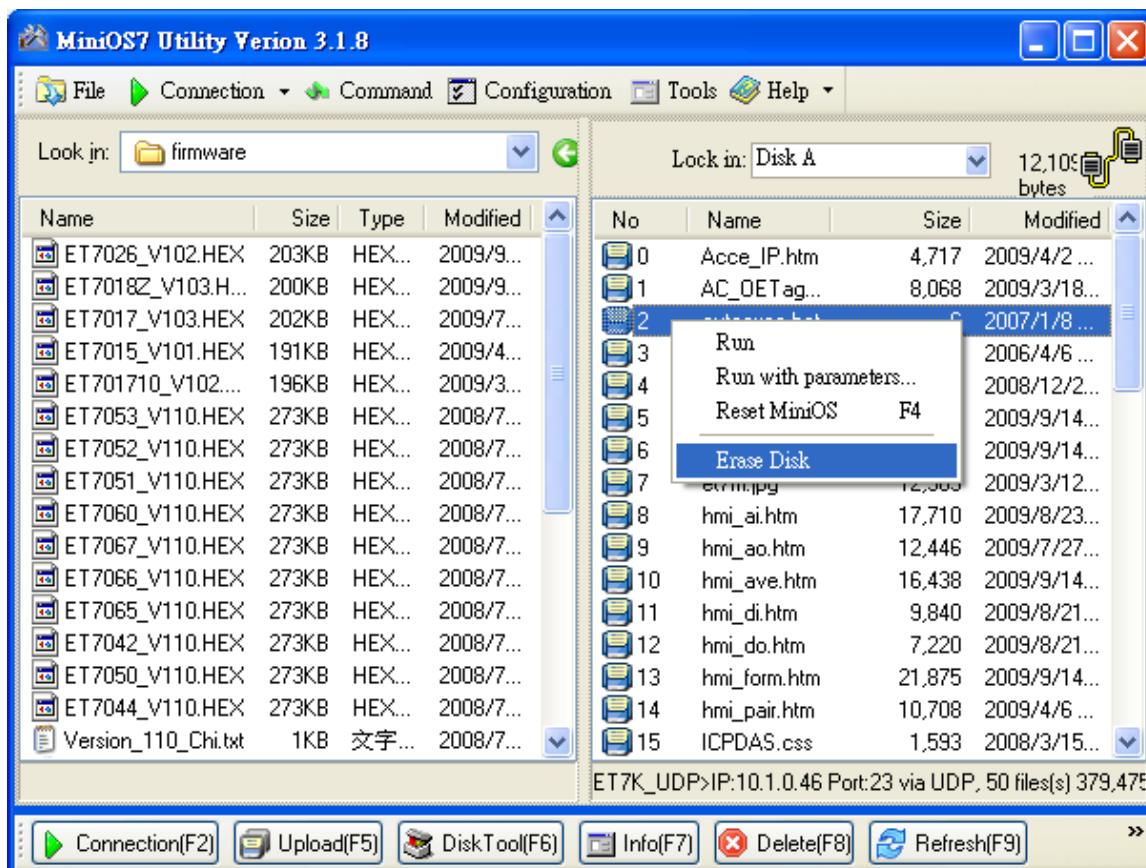 MiniOS7 Utility Verion 3.1.8
File Connection Command Configuration Tools Help
Look in: firmware
Name Size Type Modified
ET7026_V102.HEX 203KB HEX... 2009/9...
ET7018Z_V103.H... 200KB HEX... 2009/9...
ET7017_V103.HEX 202KB HEX... 2009/7...
ET7015_V101.HEX 191KB HEX... 2009/4...
ET701710_V102.... 196KB HEX... 2009/3...
ET7053_V110.HEX 273KB HEX... 2008/7...
ET7052_V110.HEX 273KB HEX... 2008/7...
ET7051_V110.HEX 273KB HEX... 2008/7...
ET7060_V110.HEX 273KB HEX... 2008/7...
ET7067_V110.HEX 273KB HEX... 2008/7...
ET7066_V110.HEX 273KB HEX... 2008/7...
ET7065_V110.HEX 273KB HEX... 2008/7...
ET7042_V110.HEX 273KB HEX... 2008/7...
ET7050_V110.HEX 273KB HEX... 2008/7...
ET7044_V110.HEX 273KB HEX... 2008/7...
Version_110_Chi.txt 1KB 文字... 2008/7...
Lock in: Disk A
12,109
bytes
No Name Size Modified
0 Acce_IP.htm 4,717 2009/4/2 ...
1 AC_OETag... 8,068 2009/3/18...
2 2007/1/8 ...
3 2006/4/6 ...
4 2008/12/2...
5 2009/9/14...
6 2009/9/14...
7 et7m.jpg 2009/3/12...
8 hmi_ai.htm 17,710 2009/8/23...
9 hmi_ao.htm 12,446 2009/7/27...
10 hmi_ave.htm 16,438 2009/9/14...
11 hmi_di.htm 9,840 2009/8/21...
12 hmi_do.htm 7,220 2009/8/21...
13 hmi_form.htm 21,875 2009/9/14...
14 hmi_pair.htm 10,708 2009/4/6 ...
15 ICPDAS.css 1,593 2008/3/15...
Run
Run with parameters...
Reset MiniOS F4
Erase Disk
ET7K_UDP>IP:10.1.0.46 Port:23 via UDP, 50 files(s) 379,475
Connection(F2) Upload(F5) DiskTool(F6) Info(F7) Delete(F8) Refresh(F9) »